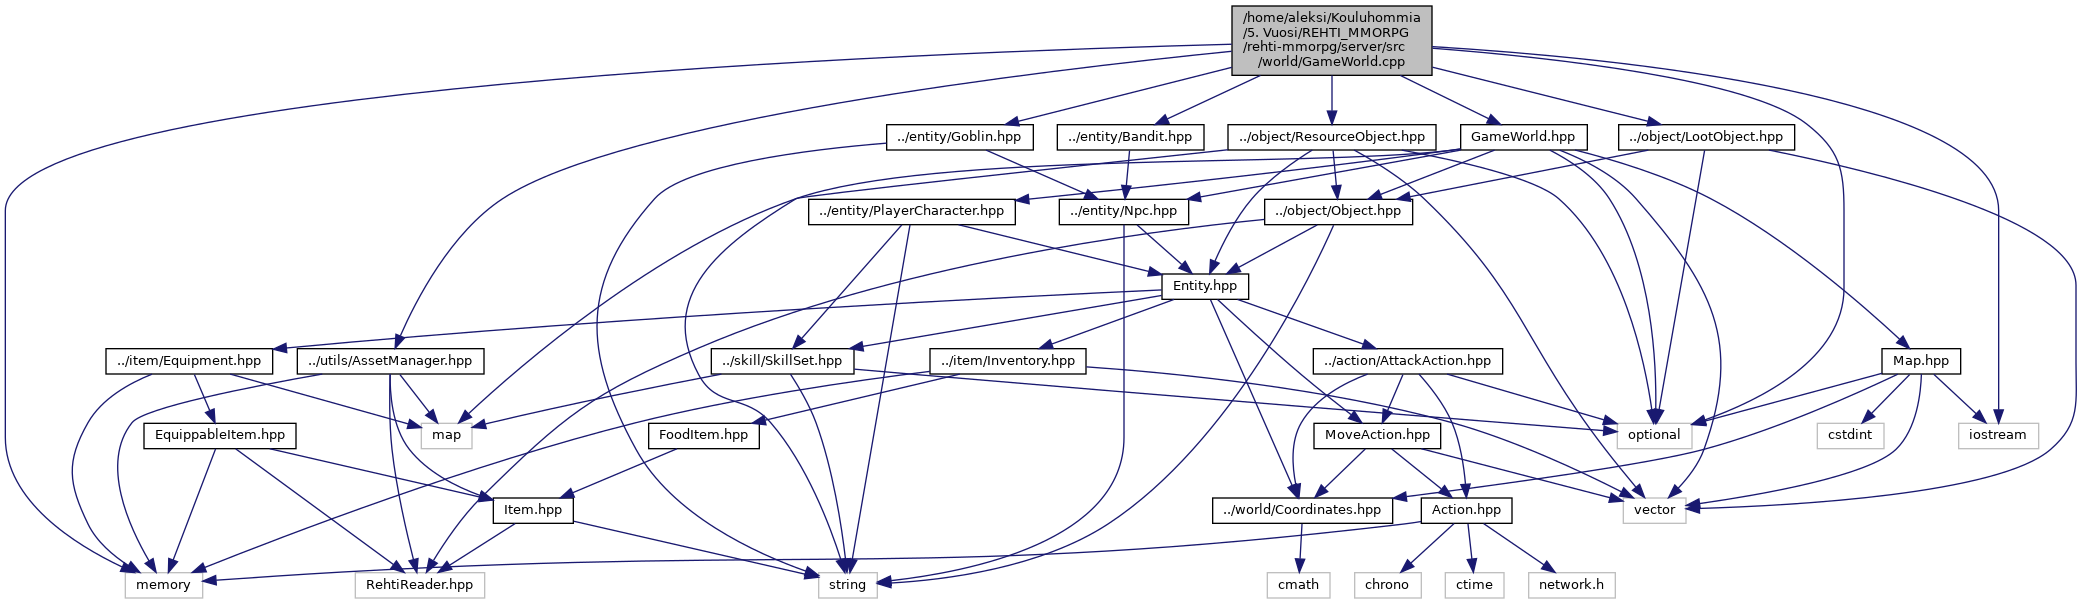 /home/aleksi/Kouluhommia
/5. Vuosi/REHTI_MMORPG
/rehti-mmorpg/server/src
/world/GameWorld.cpp
../entity/Goblin.hpp
../entity/Bandit.hpp
../object/ResourceObject.hpp
GameWorld.hpp
../object/LootObject.hpp
../entity/PlayerCharacter.hpp
../entity/Npc.hpp
../object/Object.hpp
Entity.hpp
../item/Equipment.hpp
../utils/AssetManager.hpp
../skill/SkillSet.hpp
../item/Inventory.hpp
../action/AttackAction.hpp
Map.hpp
EquippableItem.hpp
map
FoodItem.hpp
MoveAction.hpp
optional
cstdint
iostream
Item.hpp
../world/Coordinates.hpp
Action.hpp
vector
memory
RehtiReader.hpp
string
cmath
chrono
ctime
network.h